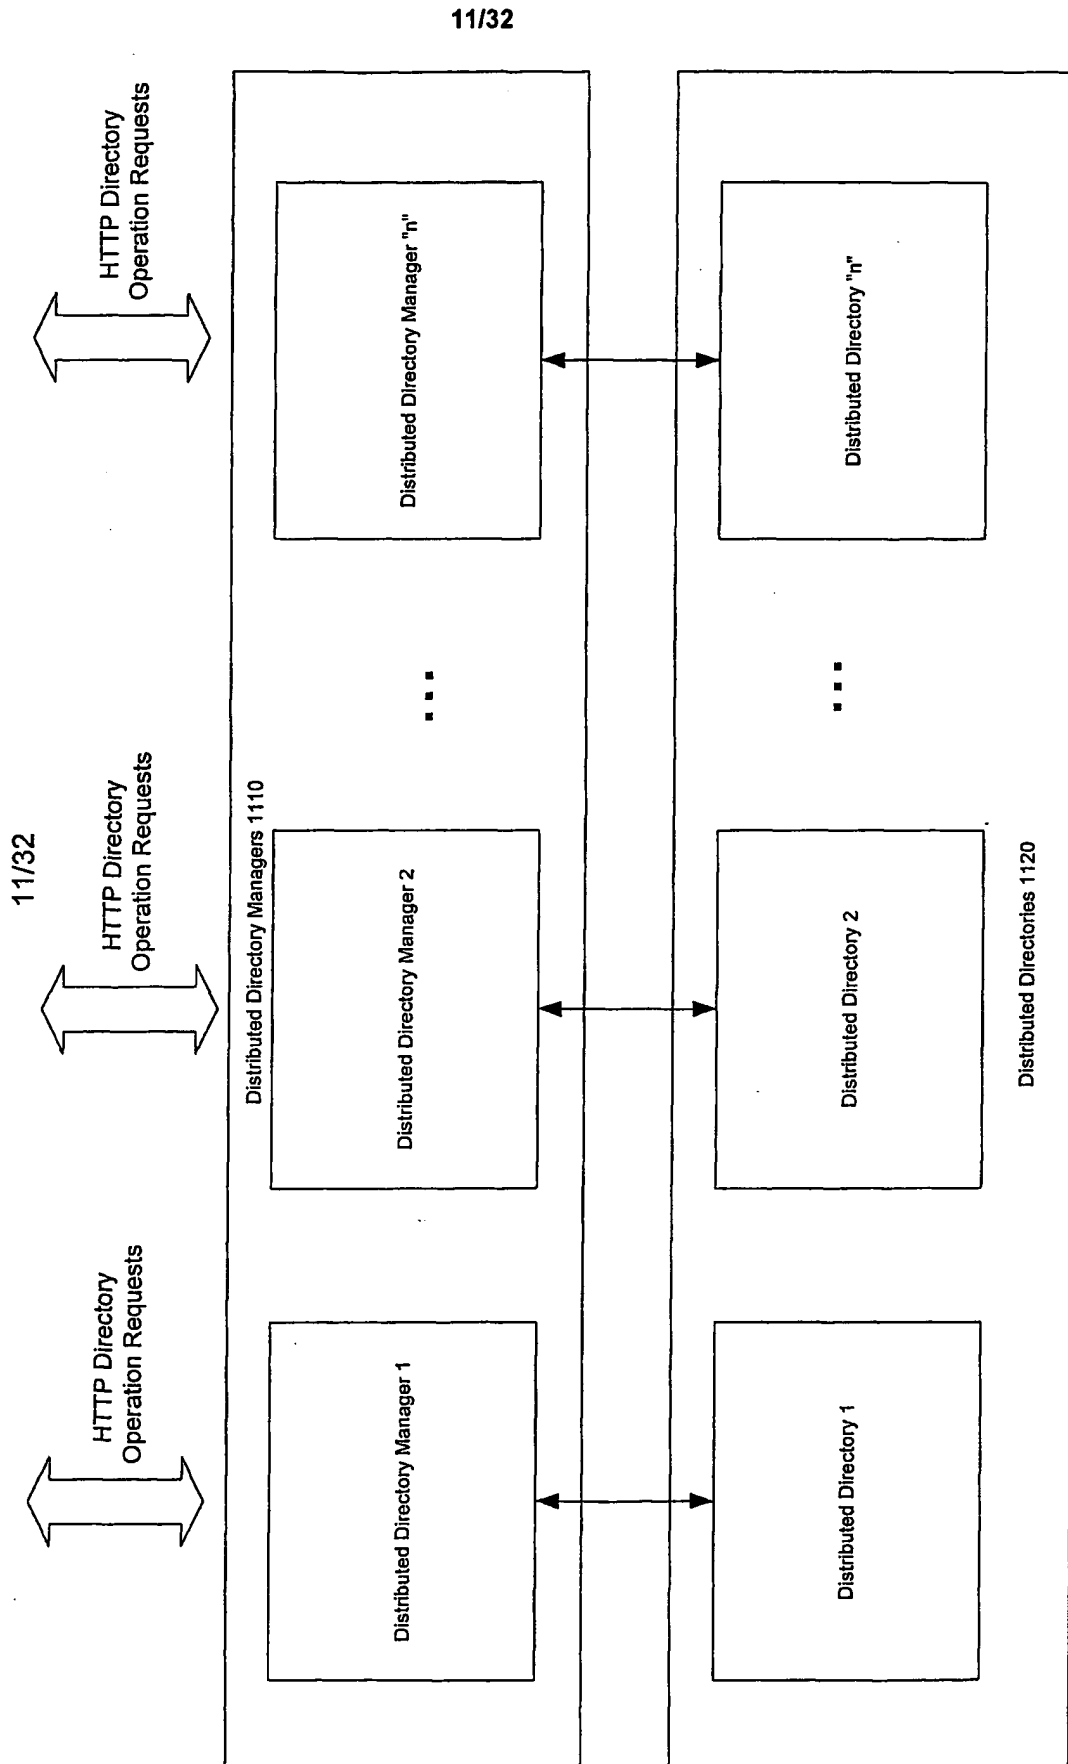 11/32
11/32
HTTP Directory
Operation Requests
HTTP Directory
Operation Requests
HTTP Directory
Operation Requests
Distributed Directory Managers 1110
Distributed Directory Manager 1
Distributed Directory Manager 2
...
Distributed Directory Manager "n"
Distributed Directory 1
Distributed Directory 2
...
Distributed Directory "n"
Distributed Directories 1120